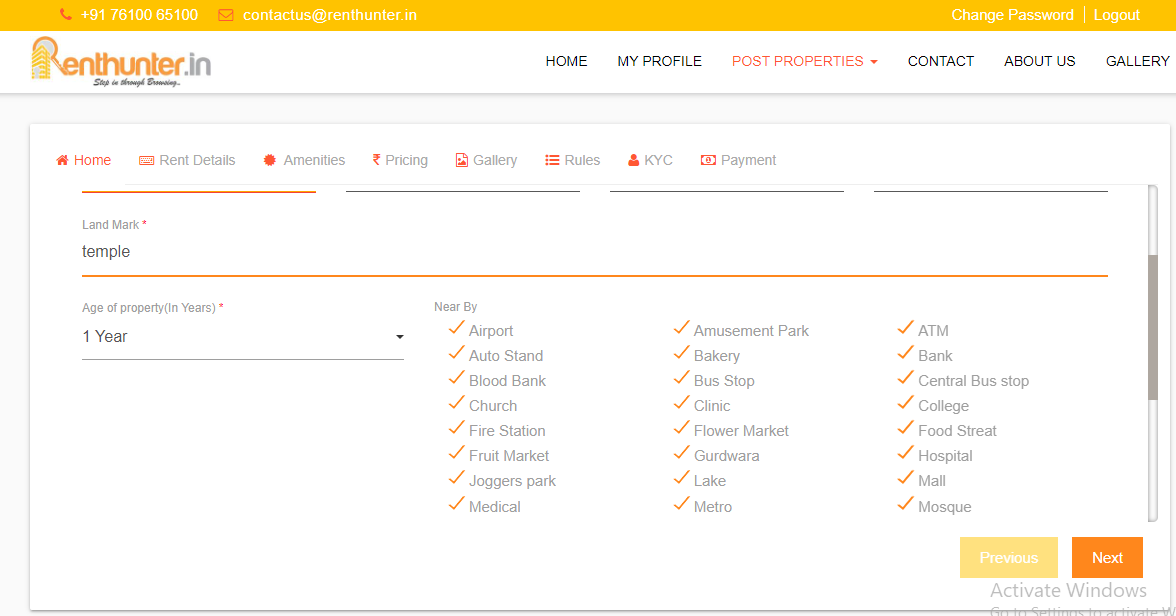 +91 76100 65100 contactus@renthunter.in Change Password Logout
Renthunter.in
Step in through Browsing..
HOME MY PROFILE POST PROPERTIES CONTACT ABOUT US GALLERY
Home Rent Details Amenities Pricing Gallery Rules KYC Payment
Land Mark *
temple
Age of property(In Years) * Near By
1 Year
Airport Amusement Park ATM
Auto Stand Bakery Bank
Blood Bank Bus Stop Central Bus stop
Church Clinic College
Fire Station Flower Market Food Streat
Fruit Market Gurdwara Hospital
Joggers park Lake Mall
Medical Metro Mosque
Previous Next
Activate Windows
Go to Settings to activate W